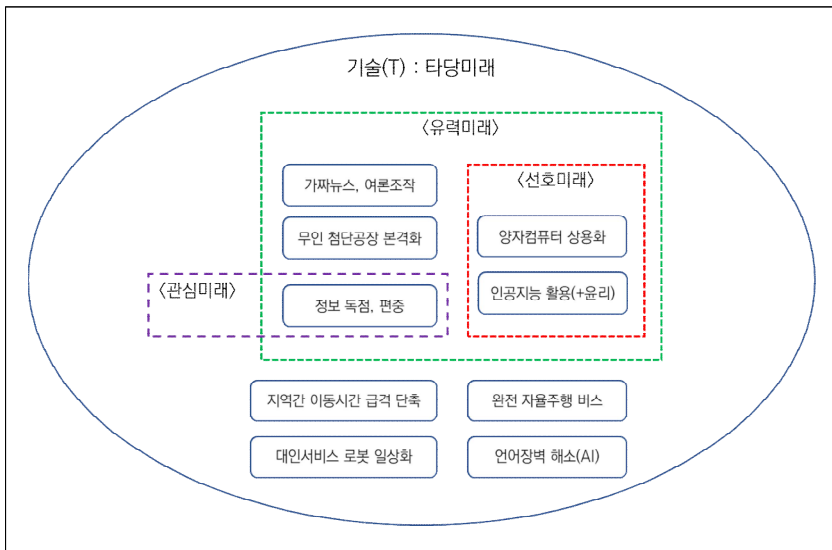 기술(T) : 타당미래
〈유력미래〉
가짜뉴스, 여론조작
〈선호미래〉
무인 첨단공장 본격화
양자컴퓨터 상용화
〈관심미래〉
정보 독점, 편중
인공지능 활용(+윤리)
지역간 이동시간 급격 단축
완전 자율주행 비스
대인서비스 로봇 일상화
언어장벽 해소(AI)